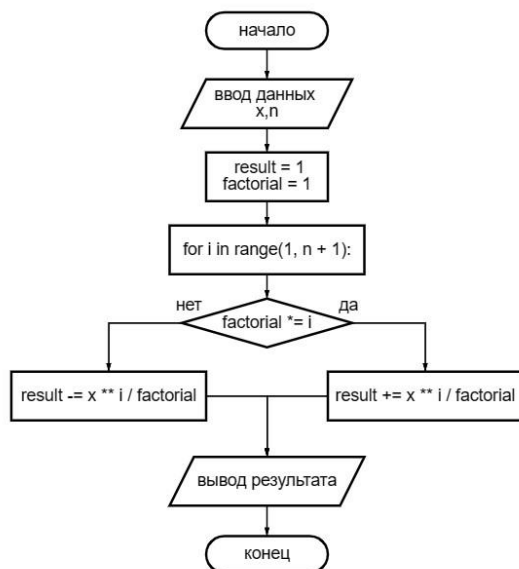 начало
ввод данных
x,n
result = 1
factorial = 1
for i in range(1, n + 1):
нет
да
factorial *= i
result -= x ** i / factorial
result += x ** i / factorial
вывод результата
конец